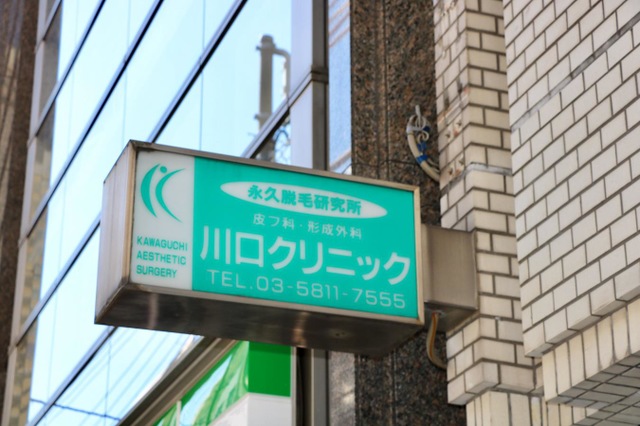 永久脱毛研究所
皮フ科・形成外科
川口クリニック
TEL.03-5811-7555
KAWAGUCHI
AESTHETIC
SURGERY